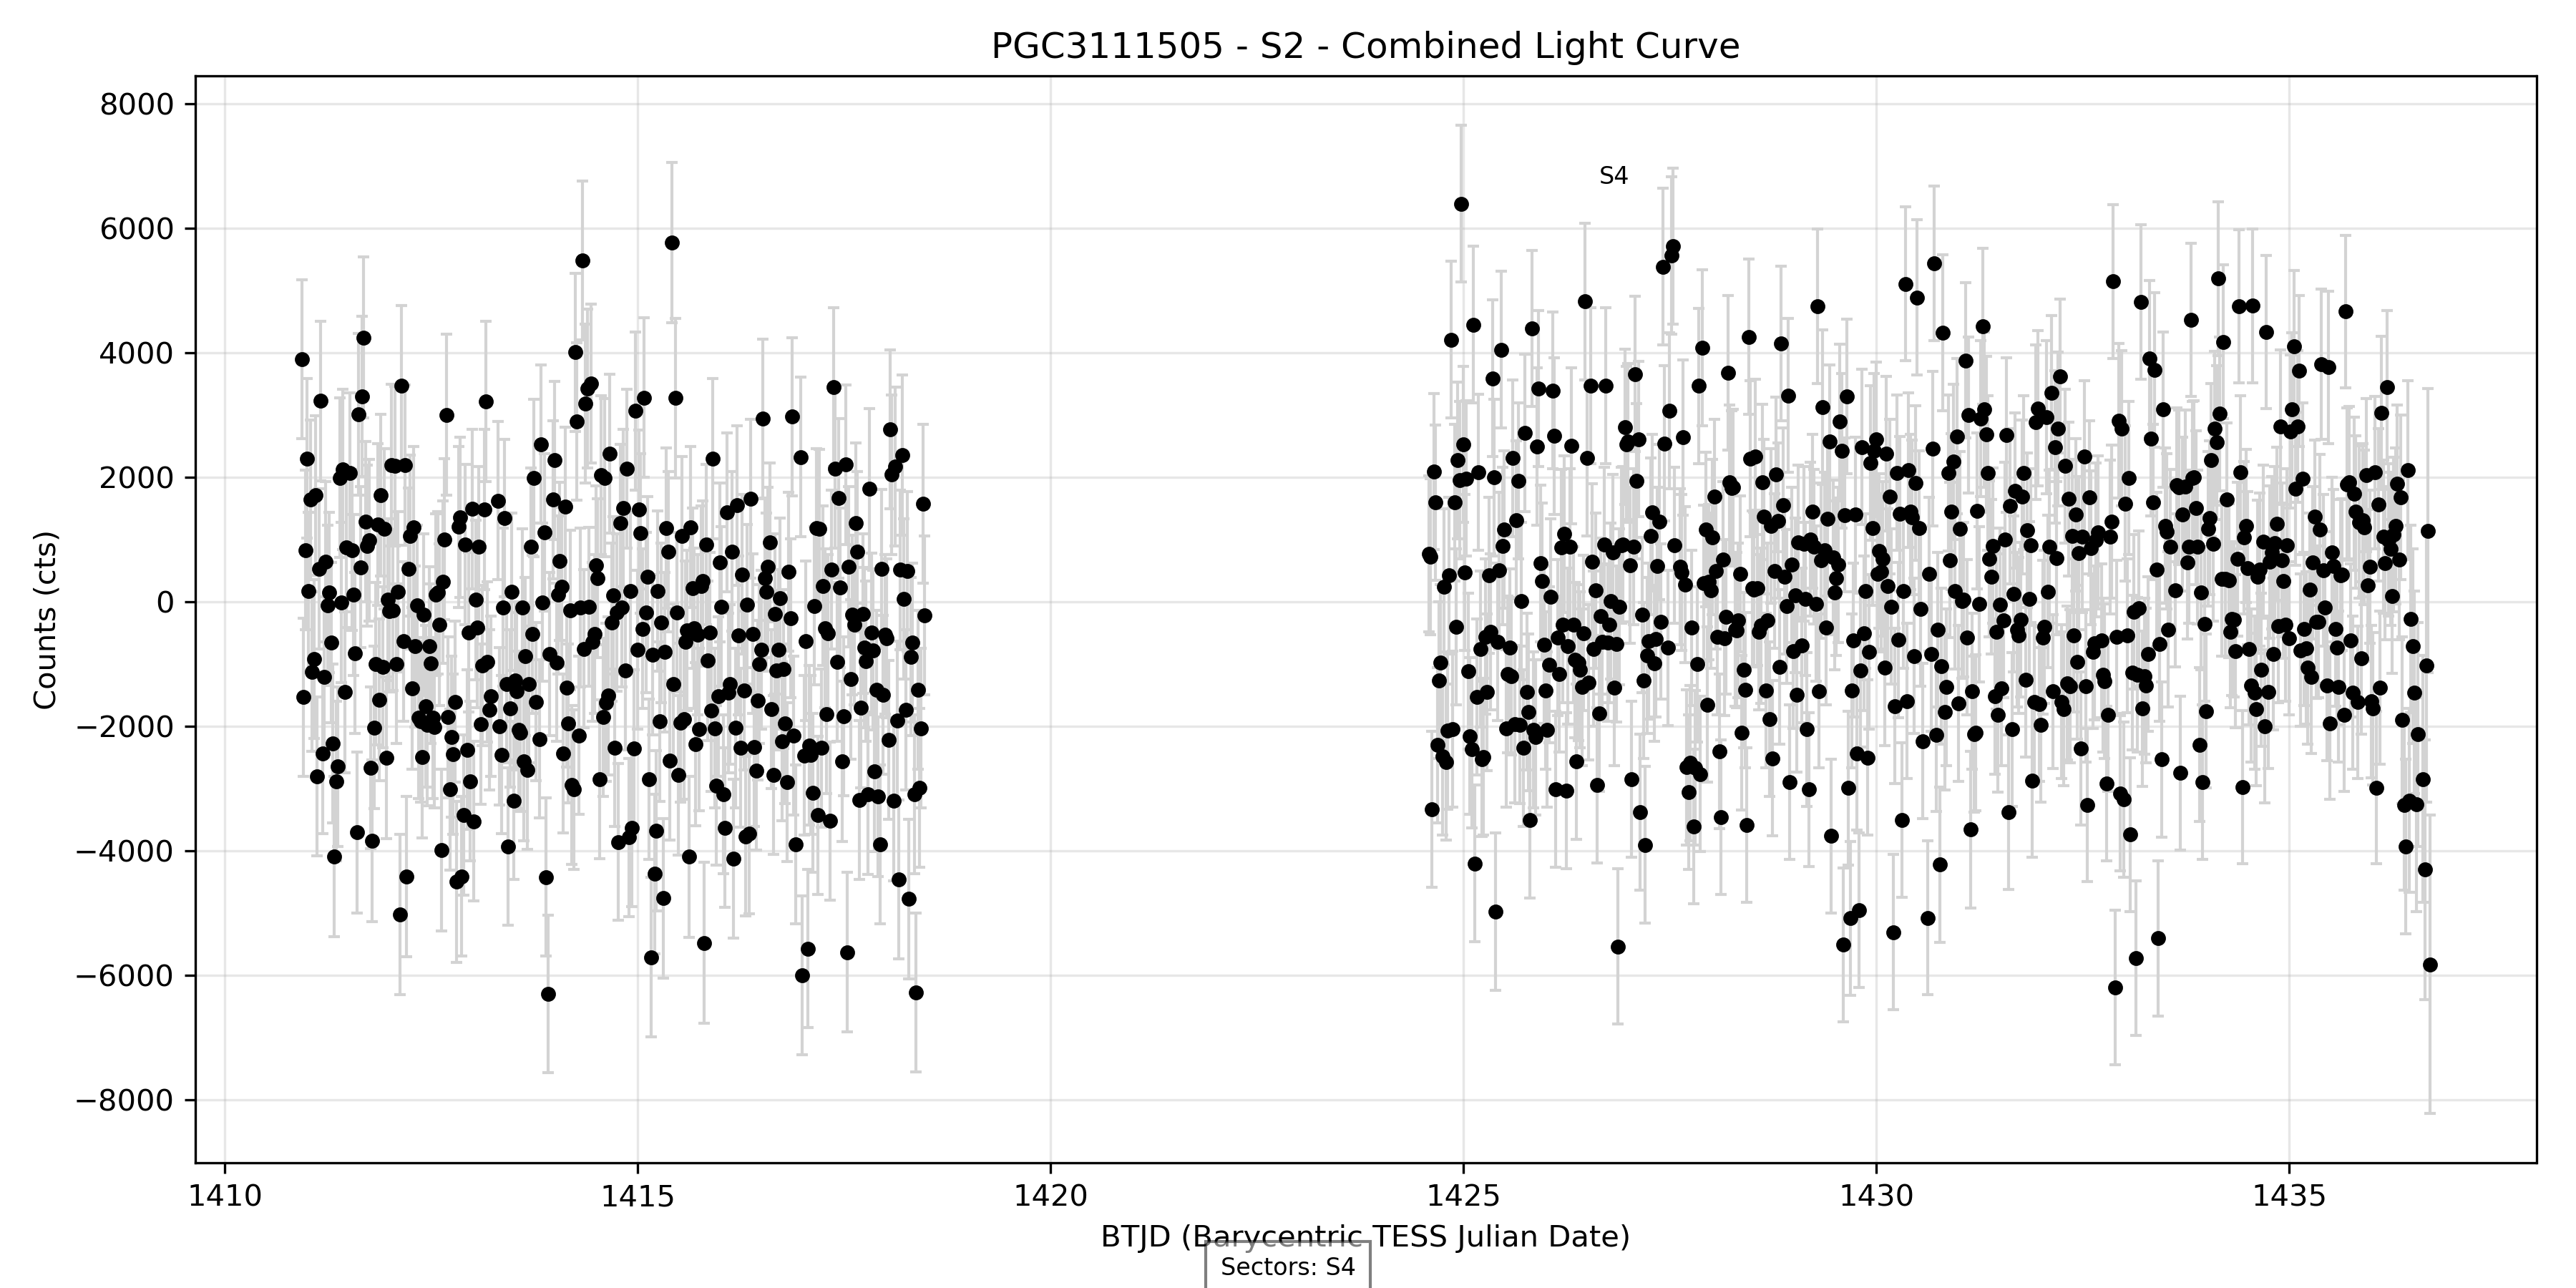 PGC3111505 - S2 - Combined Light Curve
8000
6000
4000
2000
0
−2000
−4000
−6000
−8000
Counts (cts)
S4
1410 1415 1420 1425 1430 1435
BTJD (Barycentric TESS Julian Date)
Sectors: S4